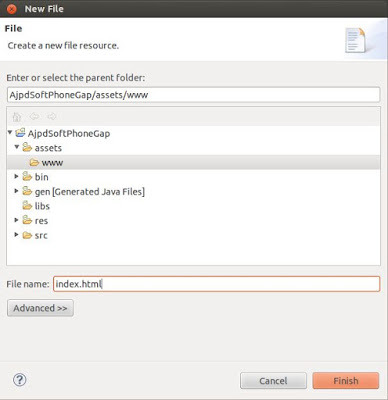 New File
File
Create a new file resource.
Enter or select the parent folder:
AjpdSoftPhoneGap/assets/www
AjpdSoftPhoneGap
assets
www
bin
gen [Generated Java Files]
libs
res
src
File name: index.html
Advanced >>
? Cancel Finish